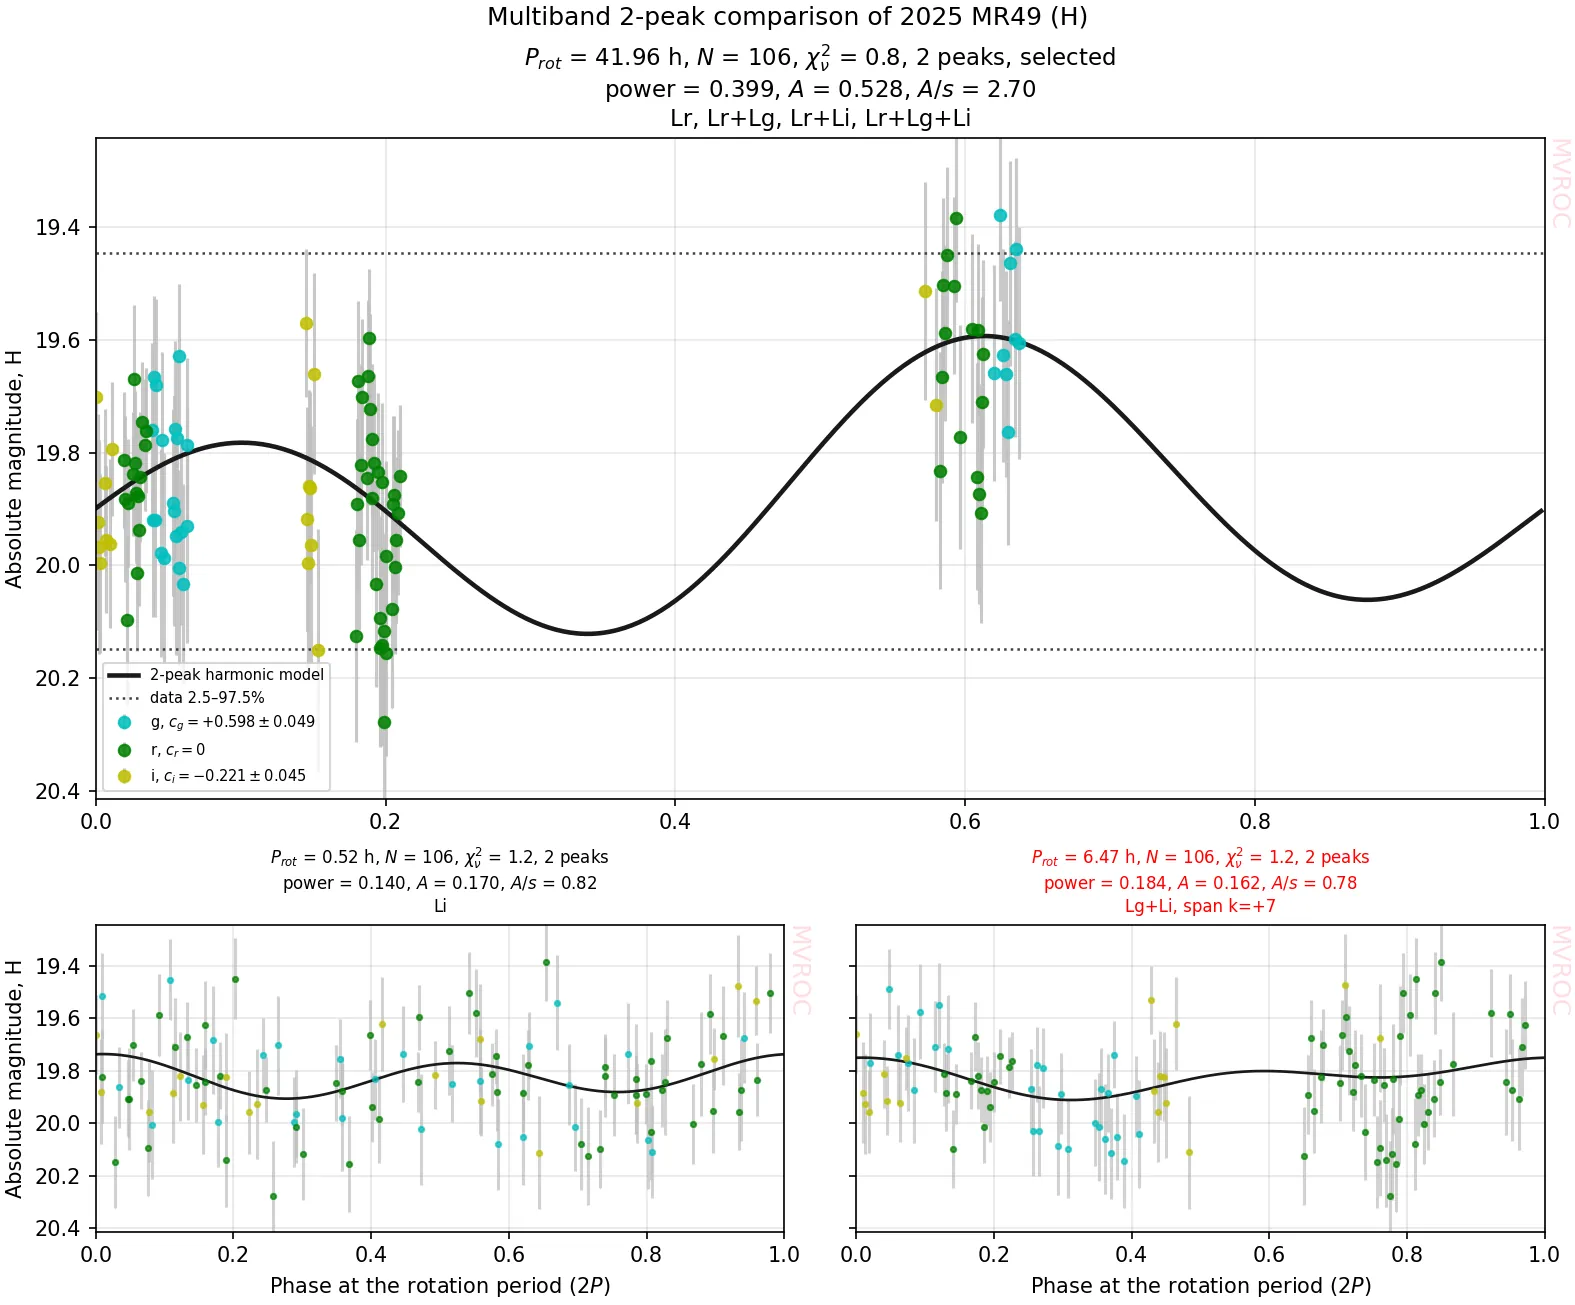 Multiband 2-peak comparison of 2025 MR49 (H)
P_rot = 41.96 h, N = 106, χ²_ν = 0.8, 2 peaks, selected
power = 0.399, A = 0.528, A/s = 2.70
Lr, Lr+Lg, Lr+Li, Lr+Lg+Li
MVROC
Absolute magnitude, H
19.4
19.6
19.8
20.0
20.2
20.4
2-peak harmonic model
data 2.5–97.5%
g, c_g = +0.598 ± 0.049
r, c_r = 0
i, c_i = −0.221 ± 0.045
0.0 0.2 0.4 0.6 0.8 1.0
P_rot = 0.52 h, N = 106, χ²_ν = 1.2, 2 peaks
power = 0.140, A = 0.170, A/s = 0.82
Li
MVROC
Absolute magnitude, H
19.4
19.6
19.8
20.0
20.2
20.4
0.0 0.2 0.4 0.6 0.8 1.0
Phase at the rotation period (2P)
P_rot = 6.47 h, N = 106, χ²_ν = 1.2, 2 peaks
power = 0.184, A = 0.162, A/s = 0.78
Lg+Li, span k=+7
MVROC
0.0 0.2 0.4 0.6 0.8 1.0
Phase at the rotation period (2P)